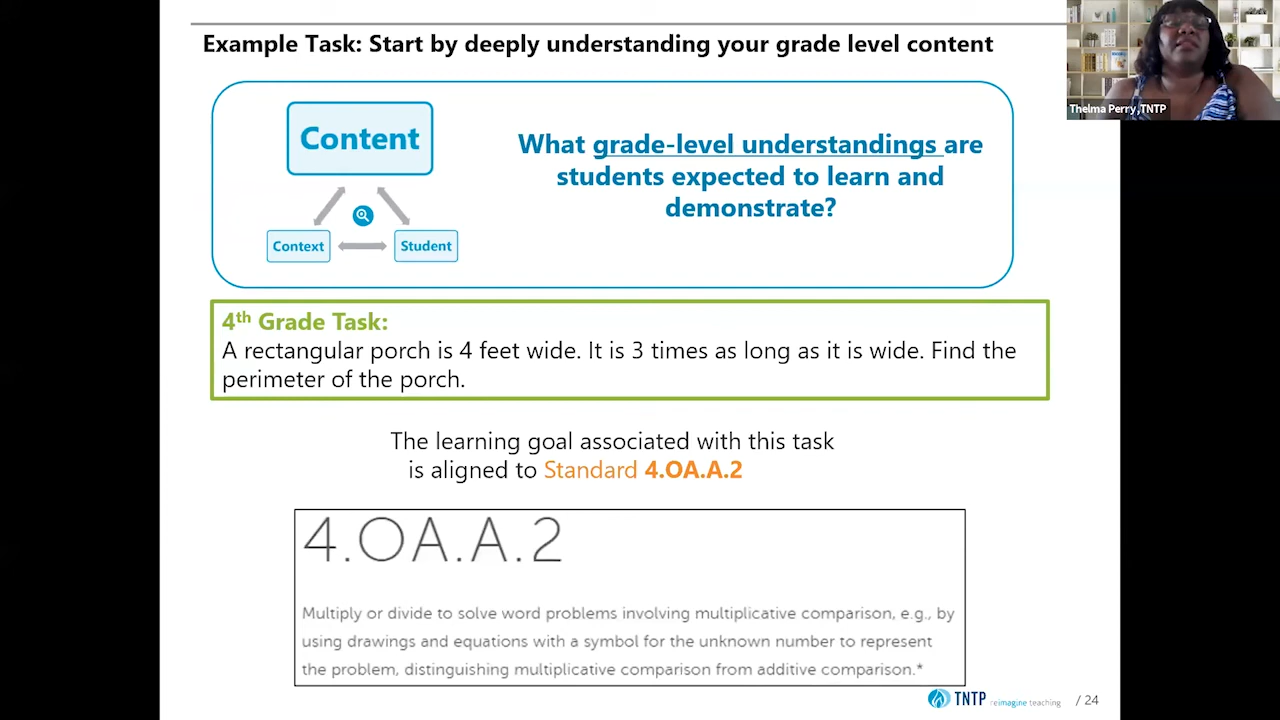 Example Task: Start by deeply understanding your grade level content
Thelma Perry,TNTP
Content
Context
Student
What grade-level understandings are
students expected to learn and
demonstrate?
4th Grade Task:
A rectangular porch is 4 feet wide. It is 3 times as long as it is wide. Find the
perimeter of the porch.
The learning goal associated with this task
is aligned to Standard 4.OA.A.2
4.OA.A.2
Multiply or divide to solve word problems involving multiplicative comparison, e.g., by
using drawings and equations with a symbol for the unknown number to represent
the problem, distinguishing multiplicative comparison from additive comparison.*
TNTP reimagine teaching / 24